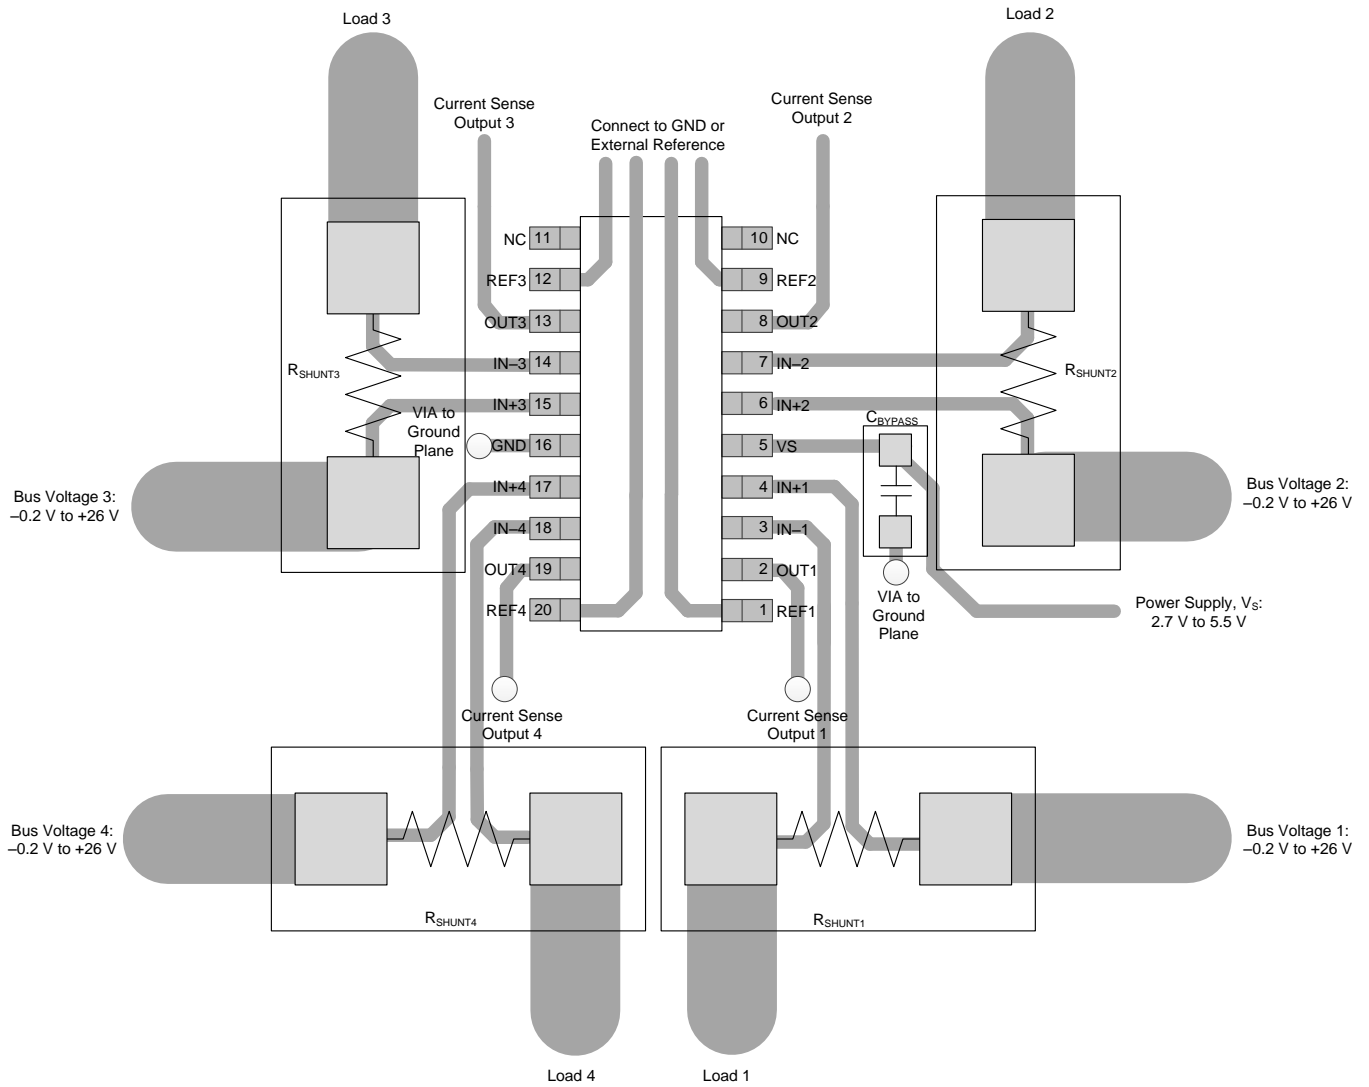 Load 3
Load 2
Current Sense
Output 3
Connect to GND or
External Reference
Current Sense
Output 2
NC 11
10 NC
REF3 12
9 REF2
OUT3 13
8 OUT2
IN–3 14
7 IN–2
IN+3 15
6 IN+2
GND 16
5 VS
IN+4 17
4 IN+1
IN–4 18
3 IN–1
OUT4 19
2 OUT1
REF4 20
1 REF1
RSHUNT3
RSHUNT2
VIA to
Ground
Plane
CBYPASS
Bus Voltage 3:
–0.2 V to +26 V
Bus Voltage 2:
–0.2 V to +26 V
VIA to
Ground
Plane
Power Supply, VS:
2.7 V to 5.5 V
Current Sense
Output 4
Current Sense
Output 1
Bus Voltage 4:
–0.2 V to +26 V
Bus Voltage 1:
–0.2 V to +26 V
RSHUNT4
RSHUNT1
Load 4
Load 1